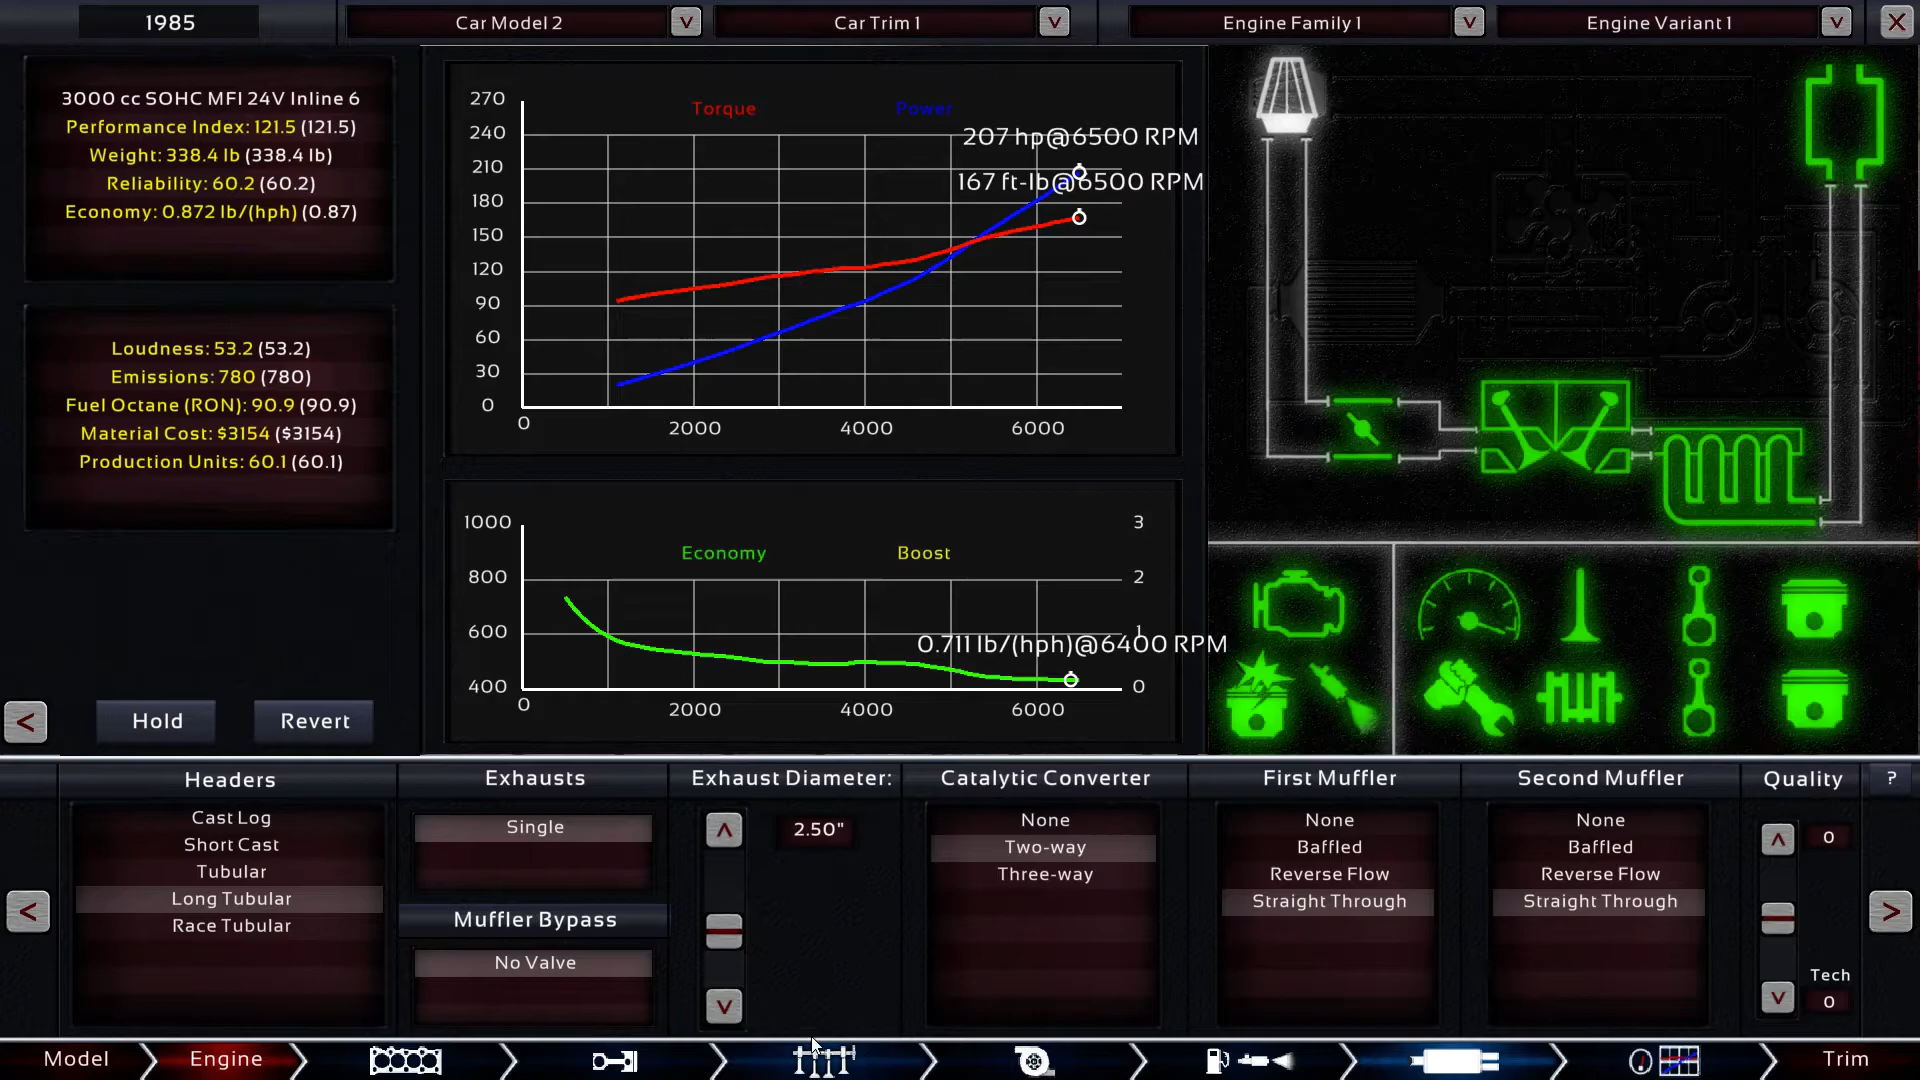 1985
Car Model 2
Car Trim 1
Engine Family 1
Engine Variant 1
3000 cc SOHC MFI 24V Inline 6
Performance Index: 121.5 (121.5)
Weight: 338.4 lb (338.4 lb)
Reliability: 60.2 (60.2)
Economy: 0.872 lb/(hph) (0.87)
Loudness: 53.2 (53.2)
Emissions: 780 (780)
Fuel Octane (RON): 90.9 (90.9)
Material Cost: $3154 ($3154)
Production Units: 60.1 (60.1)
Hold
Revert
Torque
Power
207 hp@6500 RPM
167 ft-lb@6500 RPM
270
240
210
180
150
120
90
60
30
0
0
2000
4000
6000
Economy
Boost
0.711 lb/(hph)@6400 RPM
1000
800
600
400
3
2
1
0
0
2000
4000
6000
Headers
Cast Log
Short Cast
Tubular
Long Tubular
Race Tubular
Exhausts
Single
Muffler Bypass
No Valve
Exhaust Diameter:
2.50"
Catalytic Converter
None
Two-way
Three-way
First Muffler
None
Baffled
Reverse Flow
Straight Through
Second Muffler
None
Baffled
Reverse Flow
Straight Through
Quality
?
0
Tech
0
Model
Engine
Trim